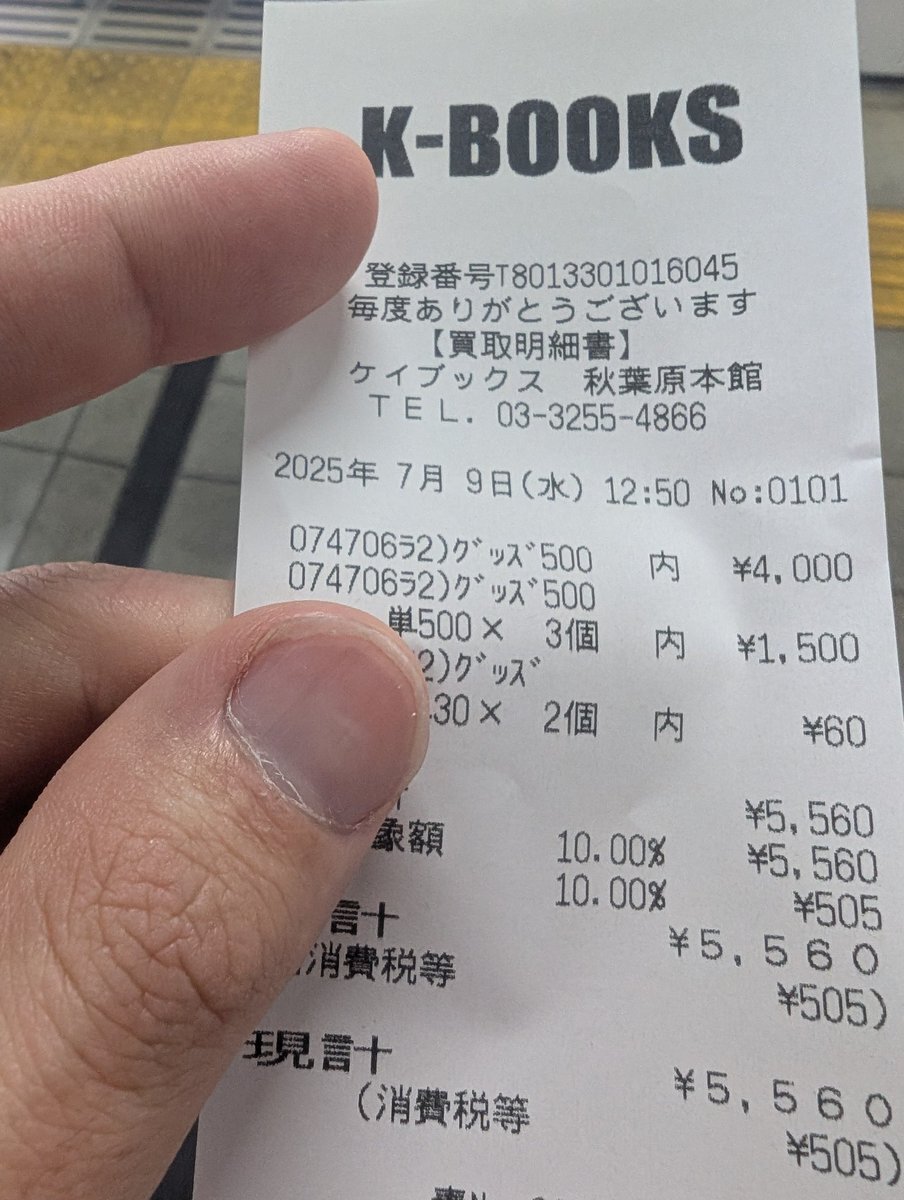 K-BOOKS
登録番号T8013301016045
毎度ありがとうございます
【買取明細書】
ケイブックス 秋葉原本館
TEL. 03-3255-4866
2025年 7月 9日(水) 12:50 No:0101
074706ラ2)グッズ500 内 ¥4,000
074706ラ2)グッズ500
単500× 3個 内 ¥1,500
2)グッズ
30× 2個 内 ¥60
¥5,560
象額 10.00% ¥5,560
10.00% ¥505
計 ¥5,560
消費税等 ¥505)
現計 ¥5,560
(消費税等 ¥505)